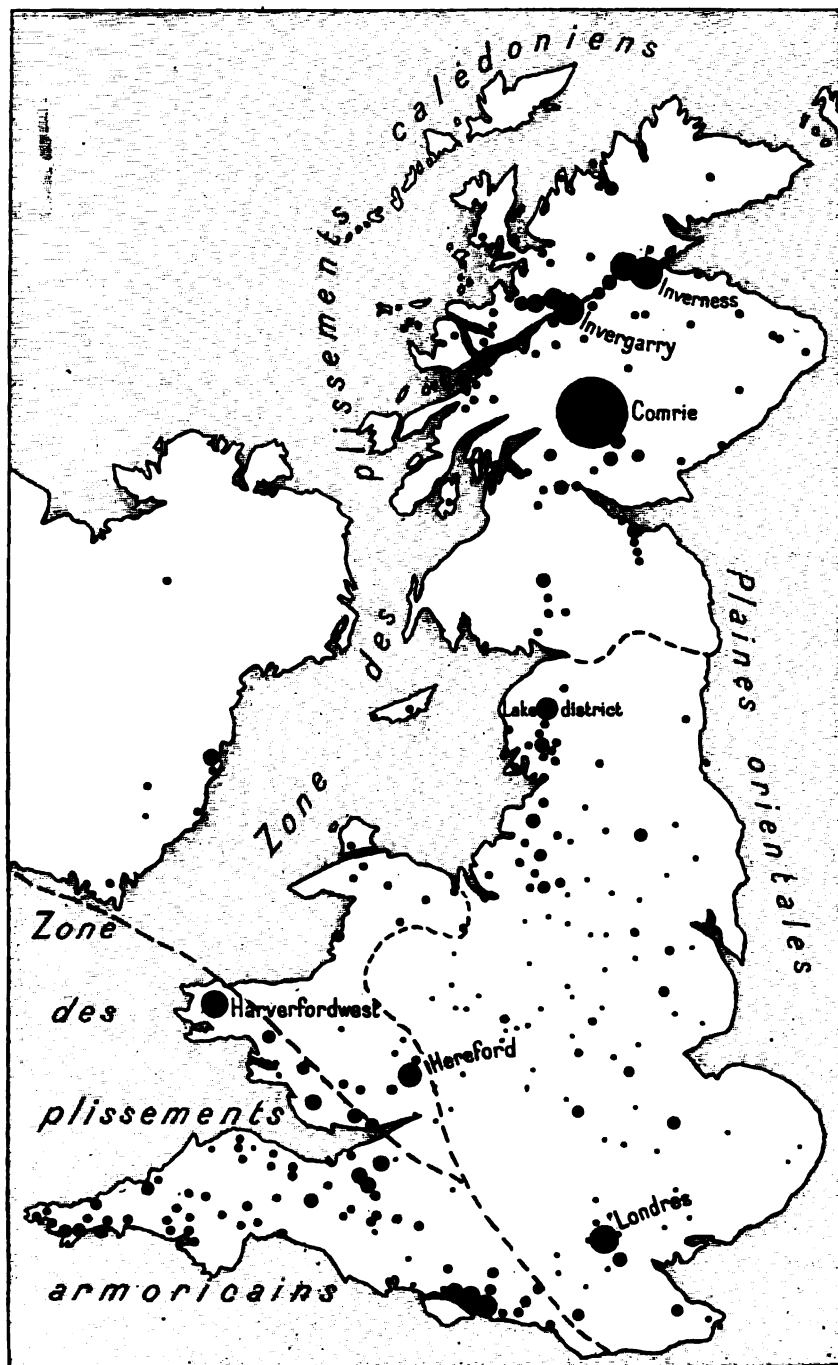 Zone des plissements calédoniens
Inverness
Invergarry
Comrie
Plaines orientales
Lake district
Zone des plissements armoricains
Harverfordwest
Hereford
Londres